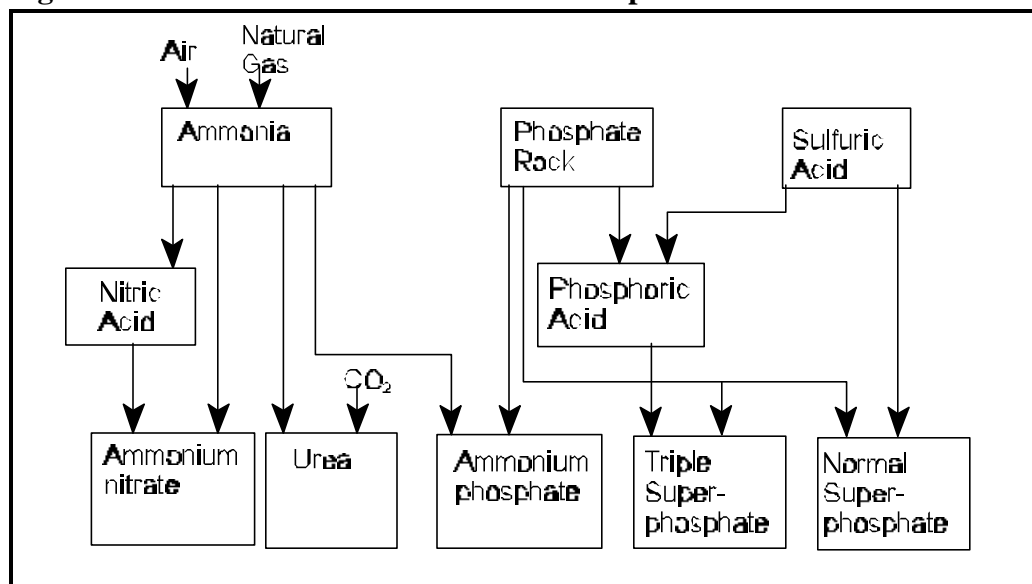 Air
Natural
Gas
Ammonia
Phosphate
Rock
Sulfuric
Acid
Nitric
Acid
Phosphoric
Acid
CO₂
Ammonium
nitrate
Urea
Ammonium
phosphate
Triple
Super-
phosphate
Normal
Super-
phosphate